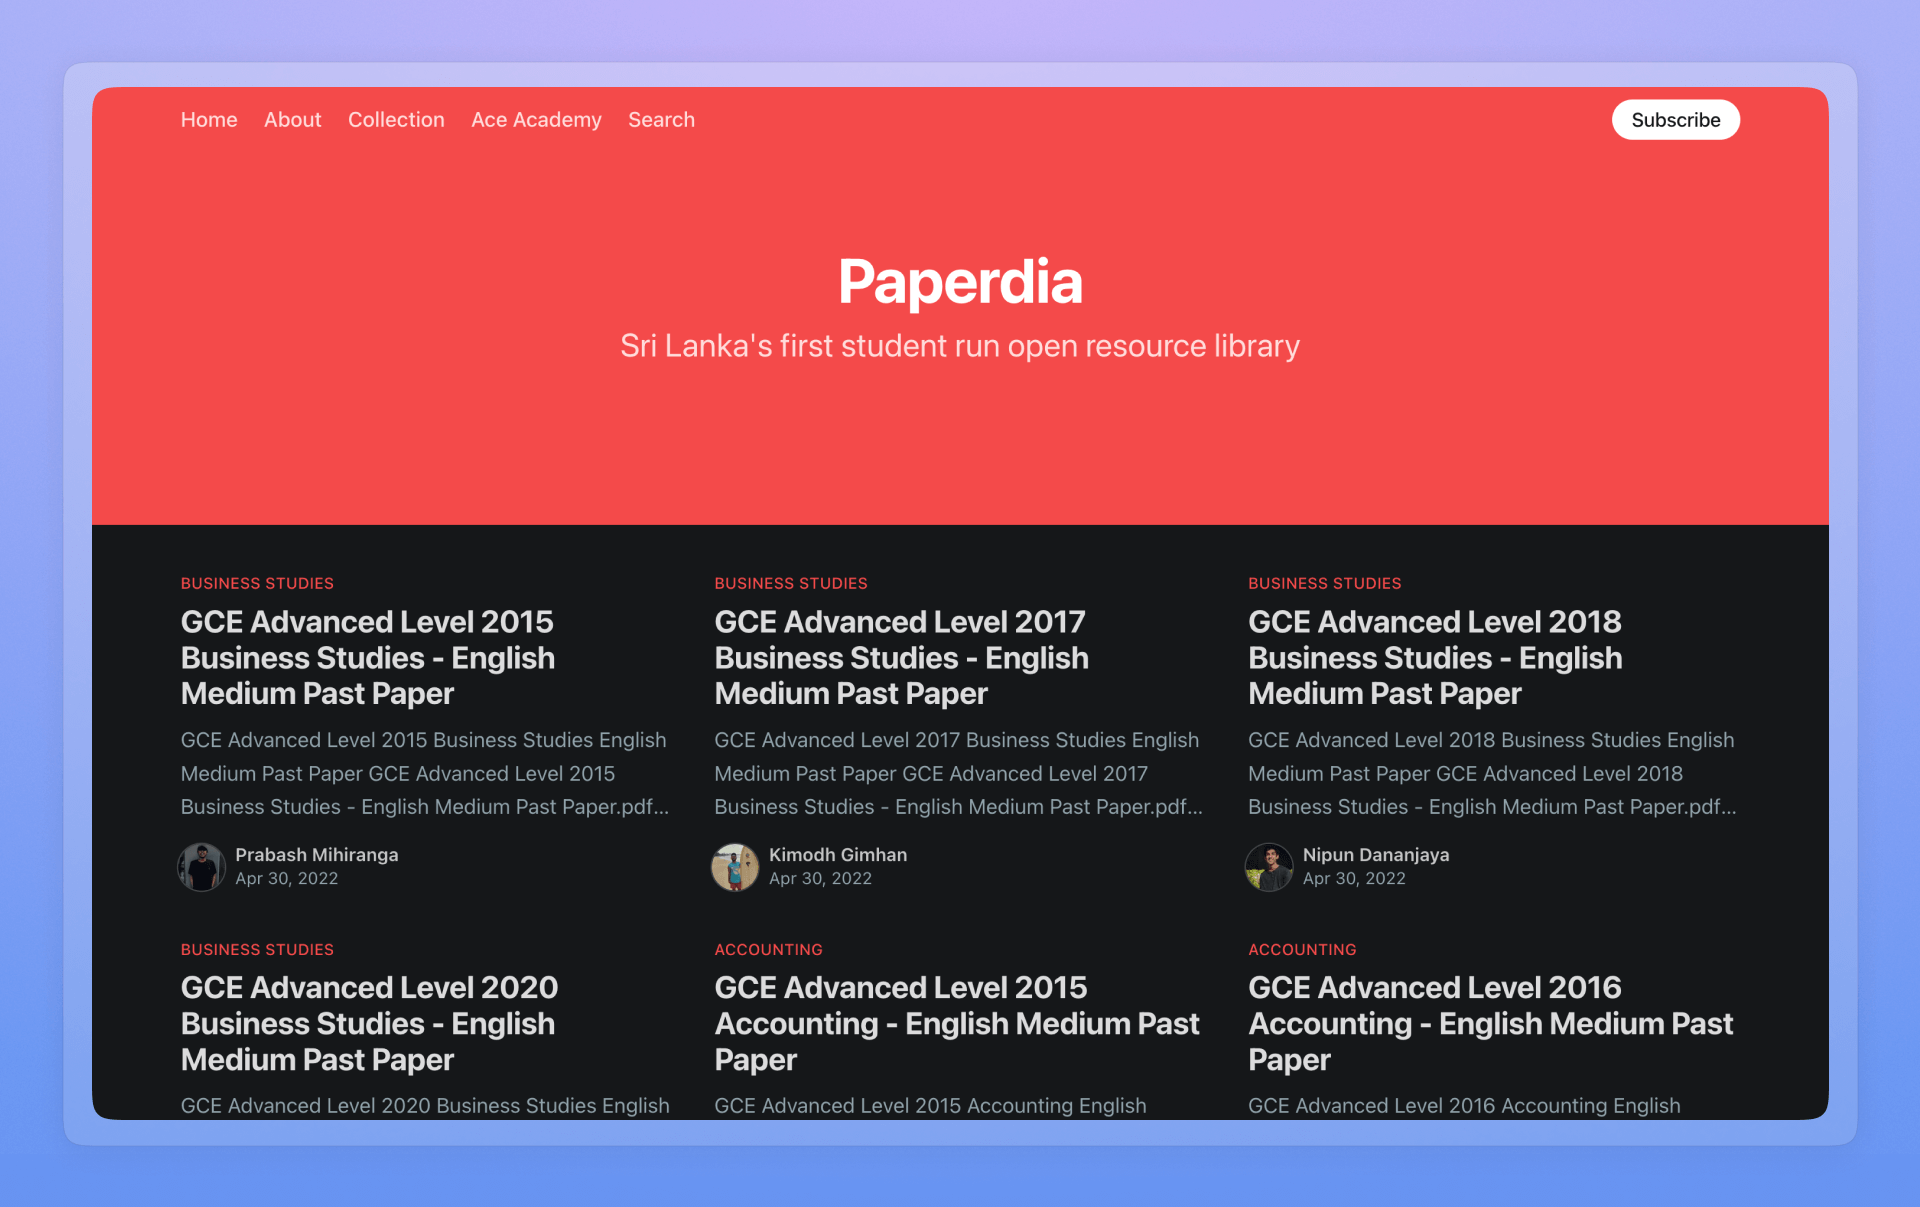 Home About Collection Ace Academy Search Subscribe
Paperdia
Sri Lanka's first student run open resource library
BUSINESS STUDIES
GCE Advanced Level 2015
Business Studies - English
Medium Past Paper
GCE Advanced Level 2015 Business Studies English
Medium Past Paper GCE Advanced Level 2015
Business Studies - English Medium Past Paper.pdf...
Prabash Mihiranga
Apr 30, 2022
BUSINESS STUDIES
GCE Advanced Level 2017
Business Studies - English
Medium Past Paper
GCE Advanced Level 2017 Business Studies English
Medium Past Paper GCE Advanced Level 2017
Business Studies - English Medium Past Paper.pdf...
Kimodh Gimhan
Apr 30, 2022
BUSINESS STUDIES
GCE Advanced Level 2018
Business Studies - English
Medium Past Paper
GCE Advanced Level 2018 Business Studies English
Medium Past Paper GCE Advanced Level 2018
Business Studies - English Medium Past Paper.pdf...
Nipun Dananjaya
Apr 30, 2022
BUSINESS STUDIES
GCE Advanced Level 2020
Business Studies - English
Medium Past Paper
GCE Advanced Level 2020 Business Studies English
ACCOUNTING
GCE Advanced Level 2015
Accounting - English Medium Past
Paper
GCE Advanced Level 2015 Accounting English
ACCOUNTING
GCE Advanced Level 2016
Accounting - English Medium Past
Paper
GCE Advanced Level 2016 Accounting English